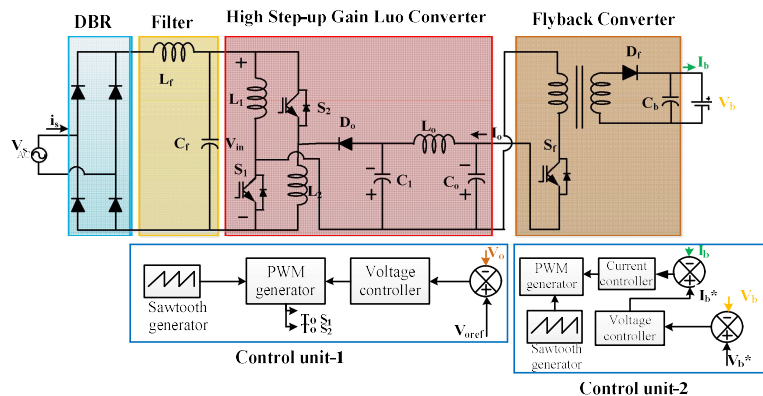 DBR
Filter
High Step-up Gain Luo Converter
Flyback Converter
Lf
Df
Ib
Cb
Vb
L1
S2
Do
Lo
Io
is
VAC
Cf
Vin
S1
L2
C1
Co
Sf
Sawtooth
generator
PWM
generator
Voltage
controller
Vo
Voref
To S1
To S2
Control unit-1
PWM
generator
Current
controller
Ib
Ib*
Vb
Sawtooth
generator
Voltage
controller
Vb*
Control unit-2